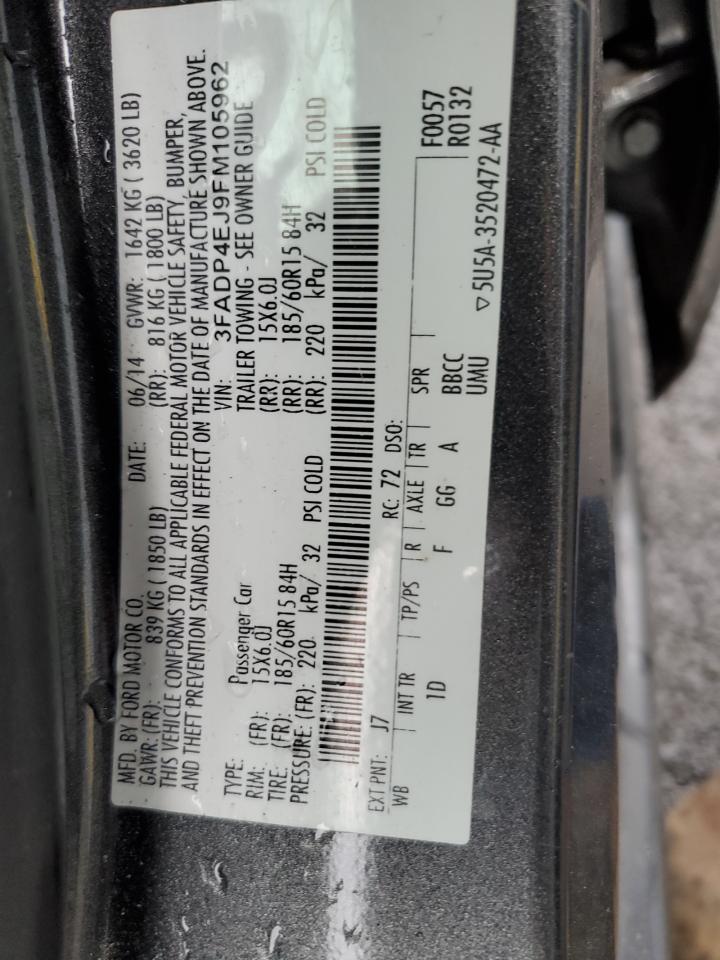 MFD. BY FORD MOTOR CO. DATE: 06/14 GVWR: 1642 KG ( 3620 LB)
GAWR: (FR): 839 KG ( 1850 LB) (RR): 816 KG ( 1800 LB)
THIS VEHICLE CONFORMS TO ALL APPLICABLE FEDERAL MOTOR VEHICLE SAFETY, BUMPER,
AND THEFT PREVENTION STANDARDS IN EFFECT ON THE DATE OF MANUFACTURE SHOWN ABOVE.
VIN: 3FADP4EJ9FM105962
TYPE: Passenger Car TRAILER TOWING - SEE OWNER GUIDE
RIM: (FR): 15X6.0J (RR): 15X6.0J
TIRE: (FR): 185/60R15 84H (RR): 185/60R15 84H
PRESSURE: (FR): 220 kPa/ 32 PSI COLD (RR): 220 kPa/ 32 PSI COLD
EXT PNT: J7 RC: 72 DSO: F0057
R0132
WB INT TR TP/PS R AXLE TR SPR
1D F GG A BBCC
UMU
▽5U5A-3520472-AA